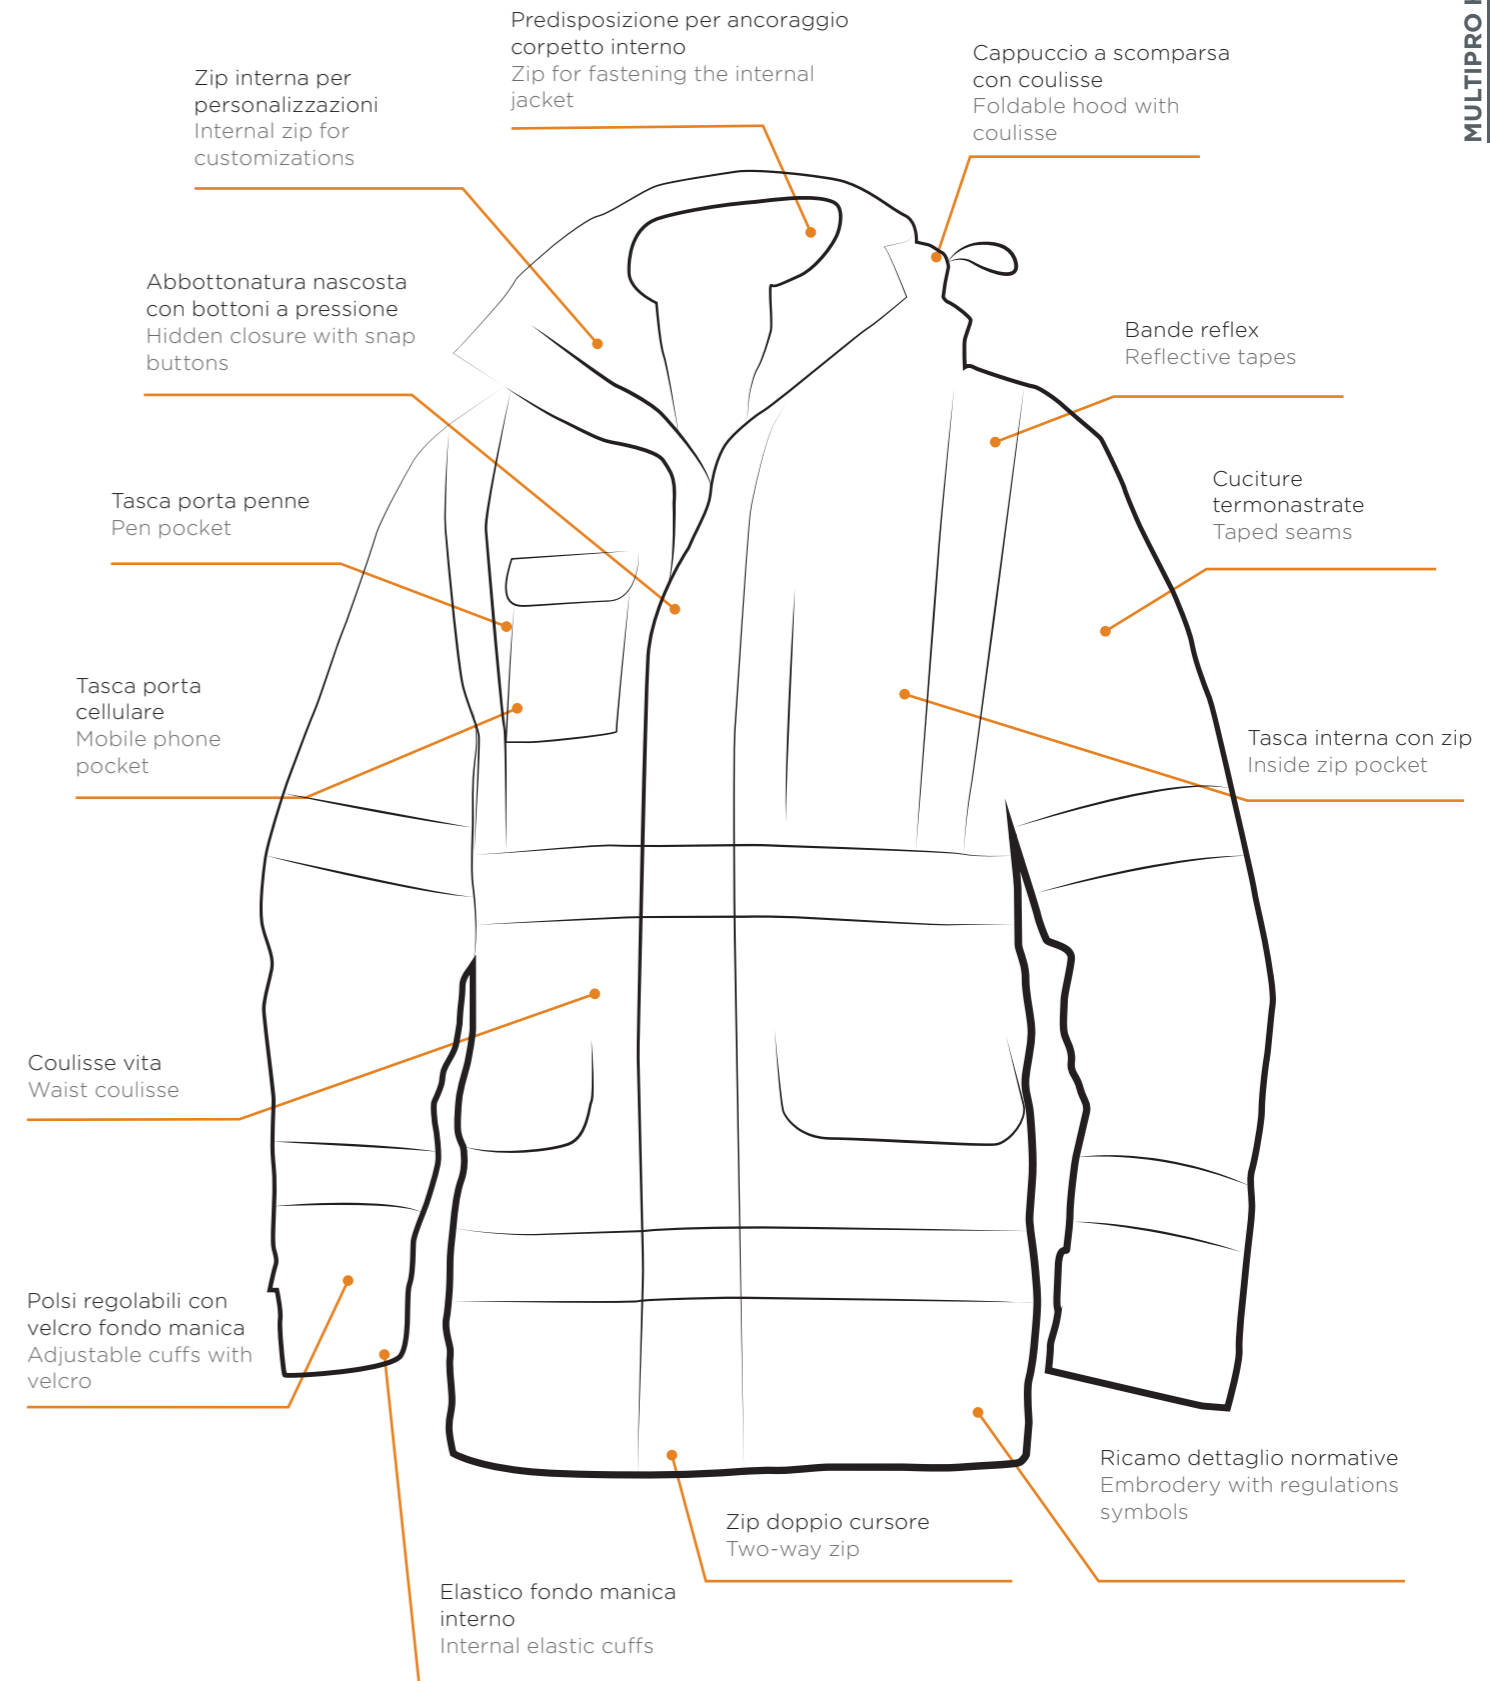 Predisposizione per ancoraggio
corpetto interno
Zip for fastening the internal
jacket
Cappuccio a scomparsa
con coulisse
Foldable hood with
coulisse
MULTIPRO
Zip interna per
personalizzazioni
Internal zip for
customizations
Abbottonatura nascosta
con bottoni a pressione
Hidden closure with snap
buttons
Bande reflex
Reflective tapes
Tasca porta penne
Pen pocket
Cuciture
termonastrate
Taped seams
Tasca porta
cellulare
Mobile phone
pocket
Tasca interna con zip
Inside zip pocket
Coulisse vita
Waist coulisse
Polsi regolabili con
velcro fondo manica
Adjustable cuffs with
velcro
Ricamo dettaglio normative
Embrodery with regulations
symbols
Zip doppio cursore
Two-way zip
Elastico fondo manica
interno
Internal elastic cuffs